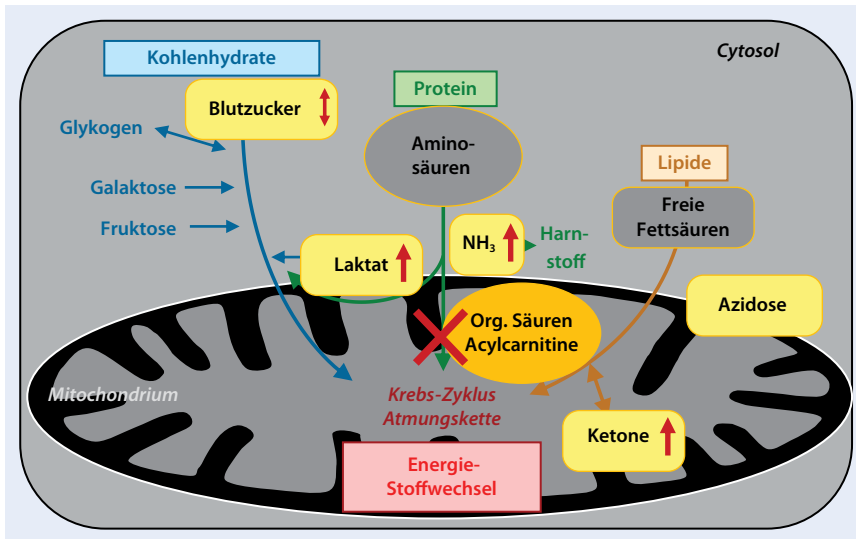 Cytosol
Kohlenhydrate
Blutzucker
Glykogen
Galaktose
Fruktose
Protein
Amino-
säuren
Lipide
Freie
Fettsäuren
NH₃
Harn-
stoff
Laktat
Azidose
Org. Säuren
Acylcarnitine
Mitochondrium
Krebs-Zyklus
Atmungskette
Ketone
Energie-
Stoffwechsel